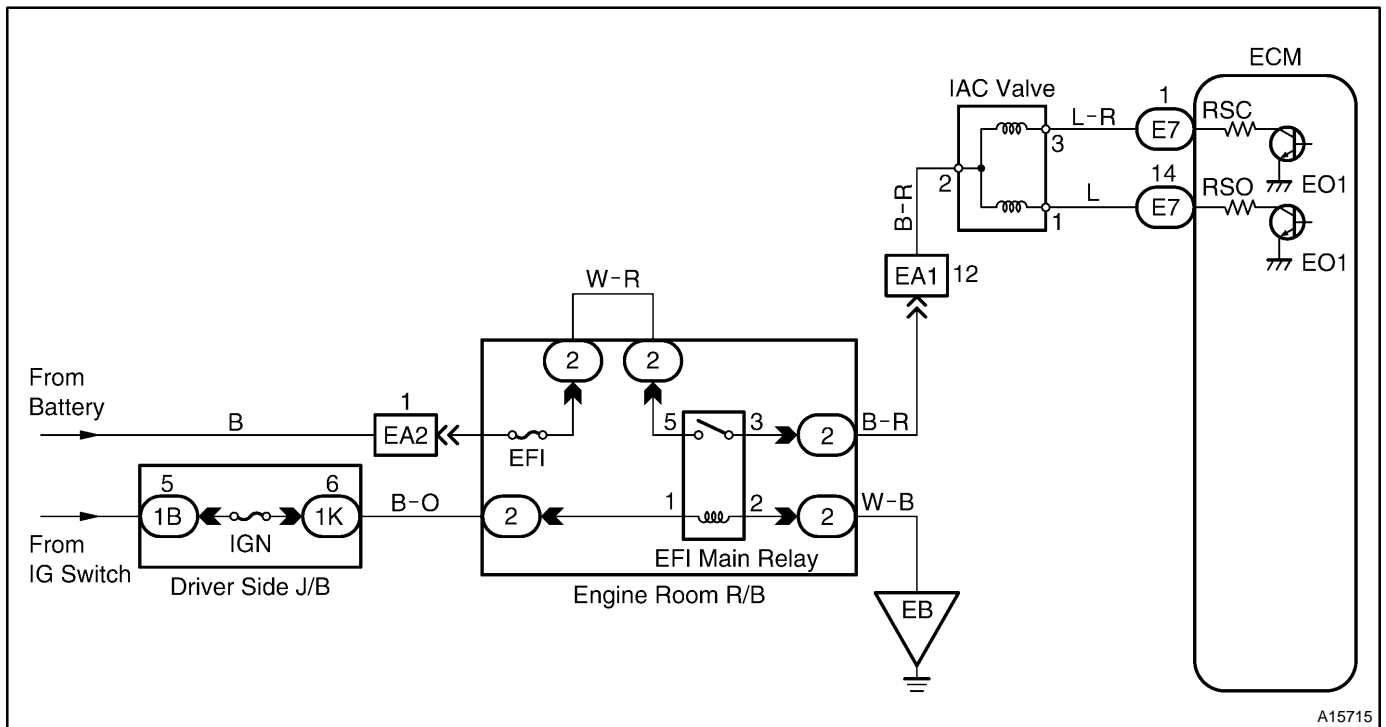 ECM
IAC Valve
1
L-R
E7
RSC
3
EO1
2
14
L
E7
RSO
1
EO1
B-R
EA1
12
W-R
2
2
From
Battery
B
1
EA2
EFI
5
3
2
B-R
5
6
1B
IGN
1K
B-O
2
1
2
2
W-B
From
IG Switch
Driver Side J/B
EFI Main Relay
Engine Room R/B
EB
A15715